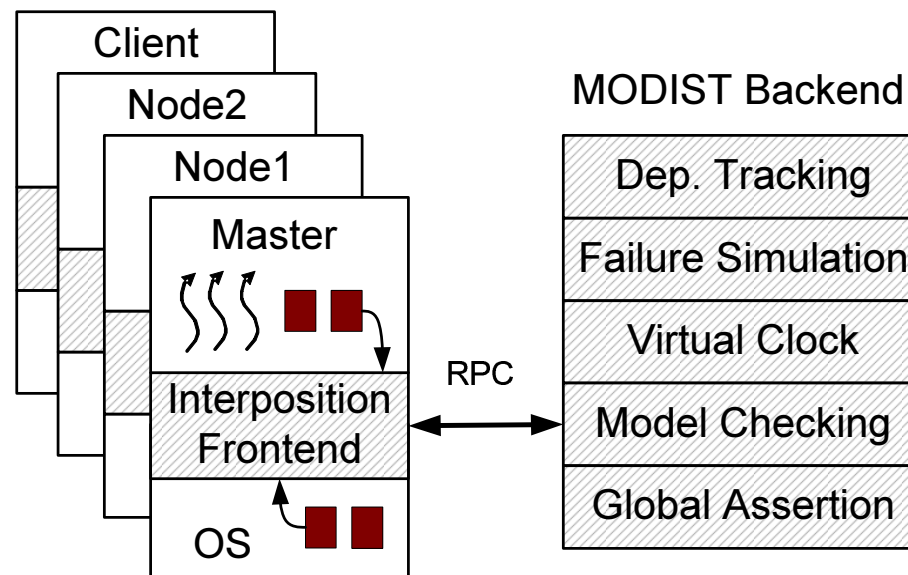 Client
Node2
Node1
Master
Interposition
Frontend
OS
RPC
MODIST Backend
Dep. Tracking
Failure Simulation
Virtual Clock
Model Checking
Global Assertion